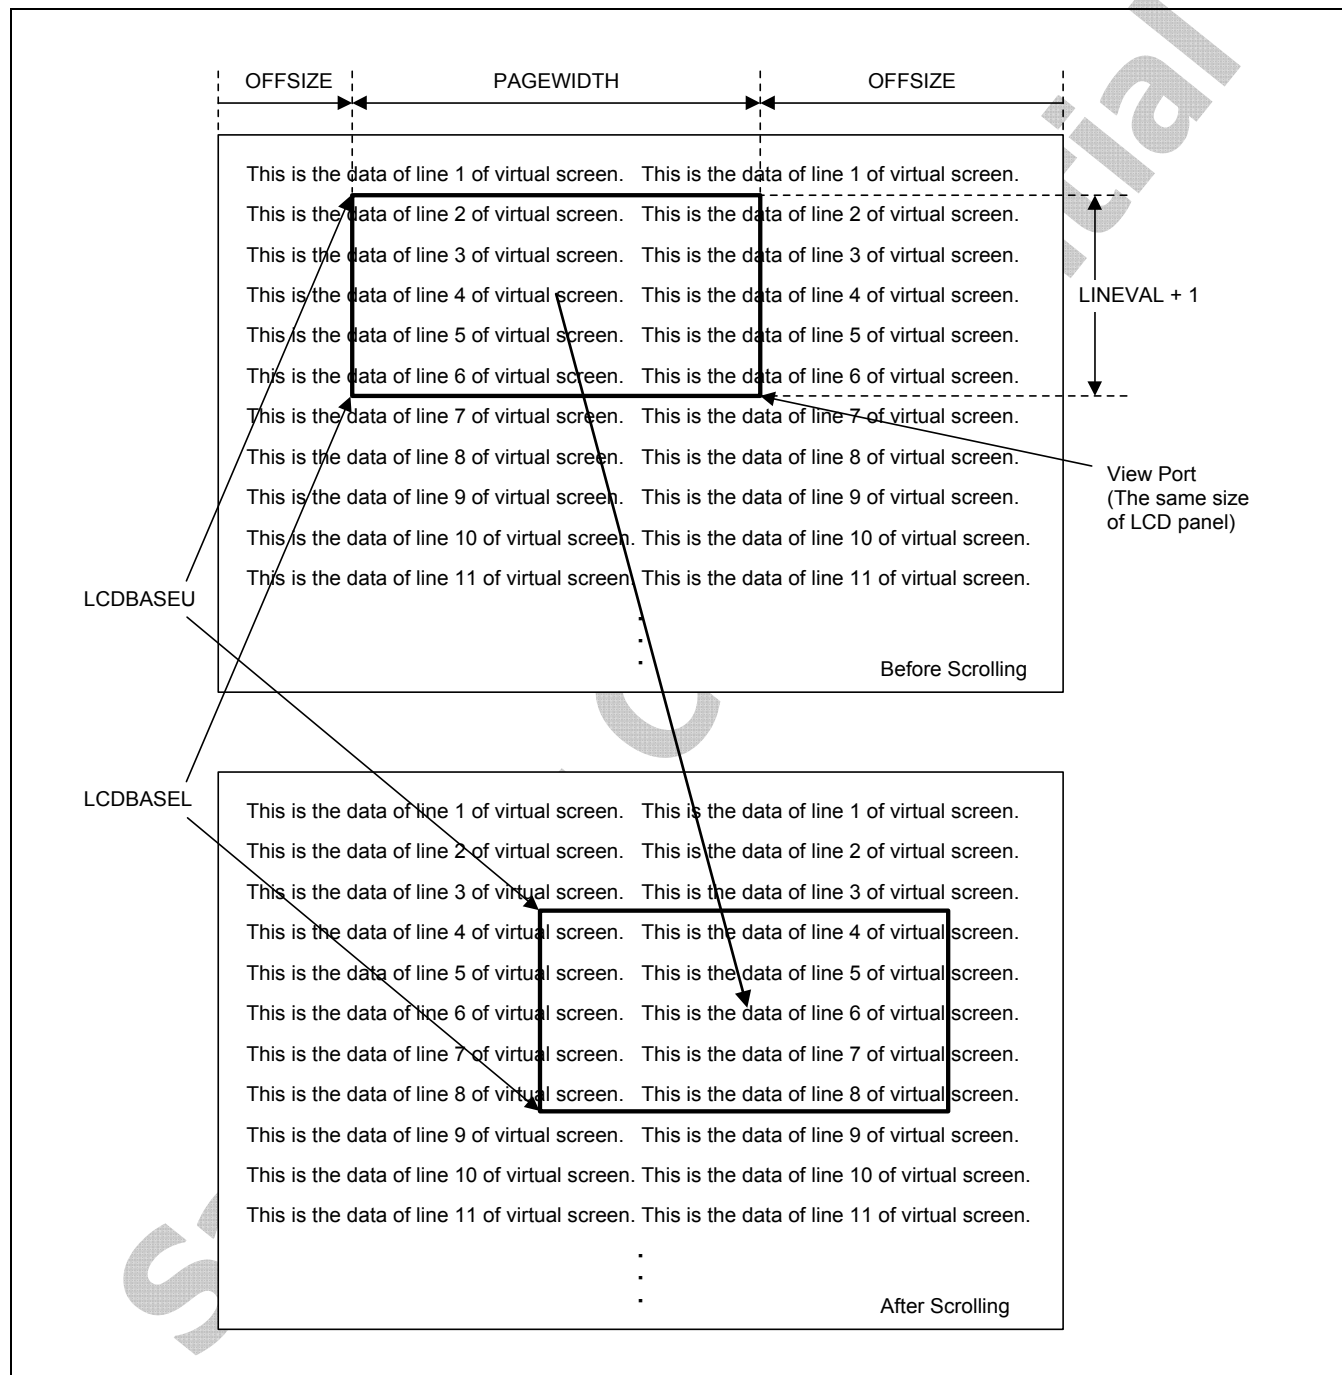 OFFSIZE PAGEWIDTH OFFSIZE
This is the data of line 1 of virtual screen. This is the data of line 1 of virtual screen.
This is the data of line 2 of virtual screen. This is the data of line 2 of virtual screen.
This is the data of line 3 of virtual screen. This is the data of line 3 of virtual screen.
This is the data of line 4 of virtual screen. This is the data of line 4 of virtual screen.
LINEVAL + 1
This is the data of line 5 of virtual screen. This is the data of line 5 of virtual screen.
This is the data of line 6 of virtual screen. This is the data of line 6 of virtual screen.
This is the data of line 7 of virtual screen. This is the data of line 7 of virtual screen.
This is the data of line 8 of virtual screen. This is the data of line 8 of virtual screen.
This is the data of line 9 of virtual screen. This is the data of line 9 of virtual screen.
This is the data of line 10 of virtual screen. This is the data of line 10 of virtual screen.
This is the data of line 11 of virtual screen. This is the data of line 11 of virtual screen.
View Port
(The same size
of LCD panel)
LCDBASEU
Before Scrolling
LCDBASEL
This is the data of line 1 of virtual screen. This is the data of line 1 of virtual screen.
This is the data of line 2 of virtual screen. This is the data of line 2 of virtual screen.
This is the data of line 3 of virtual screen. This is the data of line 3 of virtual screen.
This is the data of line 4 of virtual screen. This is the data of line 4 of virtual screen.
This is the data of line 5 of virtual screen. This is the data of line 5 of virtual screen.
This is the data of line 6 of virtual screen. This is the data of line 6 of virtual screen.
This is the data of line 7 of virtual screen. This is the data of line 7 of virtual screen.
This is the data of line 8 of virtual screen. This is the data of line 8 of virtual screen.
This is the data of line 9 of virtual screen. This is the data of line 9 of virtual screen.
This is the data of line 10 of virtual screen. This is the data of line 10 of virtual screen.
This is the data of line 11 of virtual screen. This is the data of line 11 of virtual screen.
After Scrolling